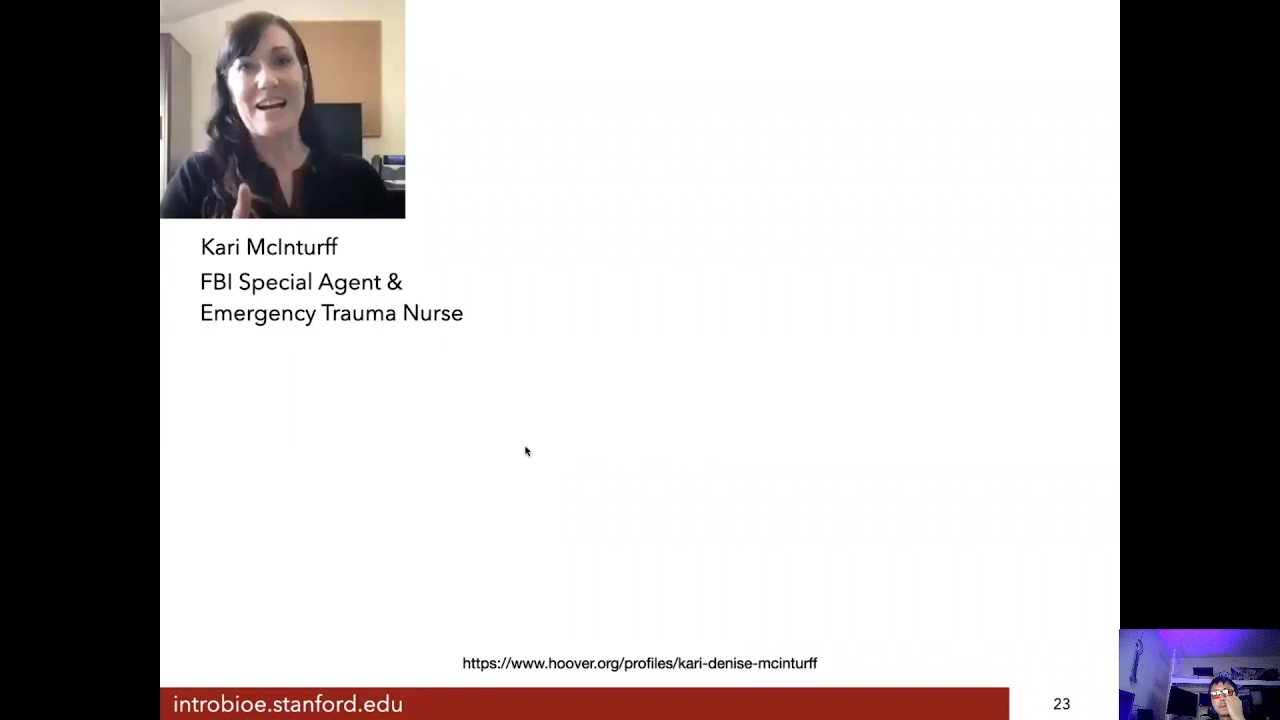 Kari McInturff
FBI Special Agent &
Emergency Trauma Nurse
https://www.hoover.org/profiles/kari-denise-mcinturff
introbioe.stanford.edu
23